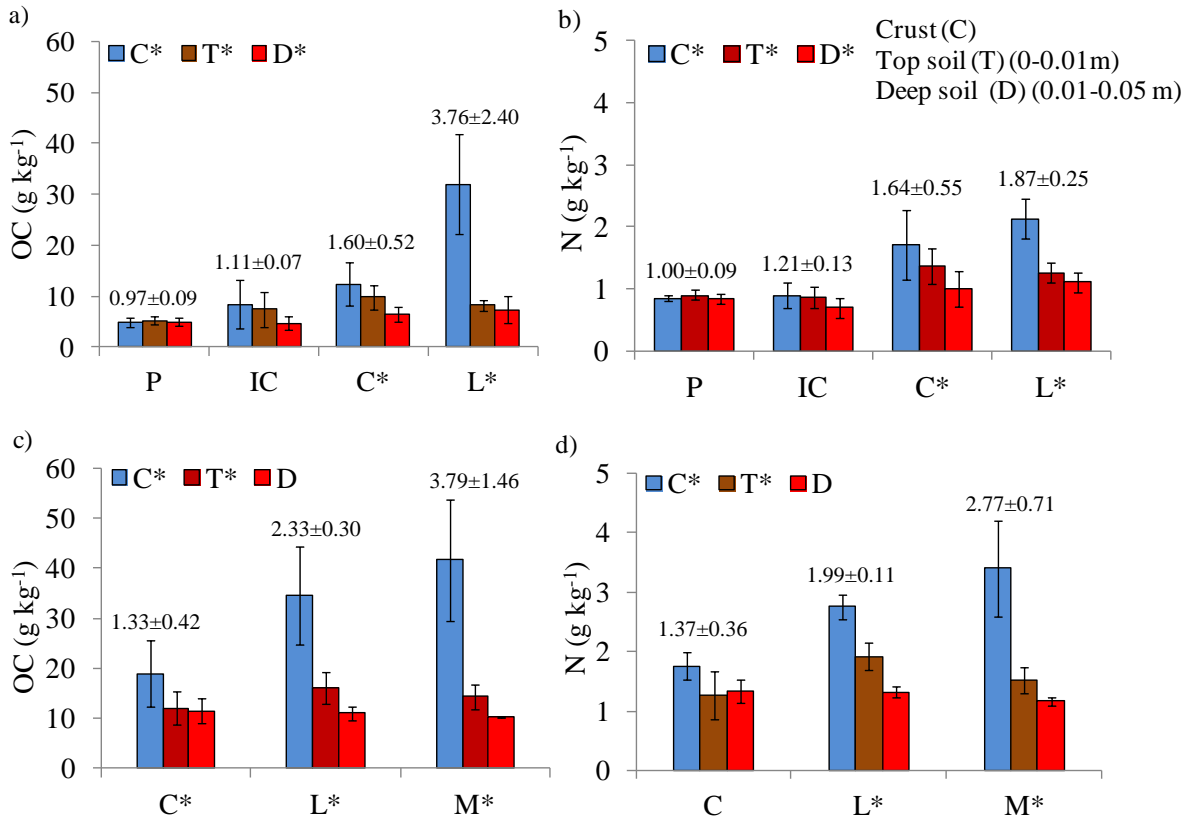 a)
60
50
40
30
20
10
0
OC (g kg-1)
C* T* D*
0.97±0.09
1.11±0.07
1.60±0.52
3.76±2.40
P IC C* L*
b)
5
4
3
2
1
0
N (g kg-1)
C* T* D*
Crust (C)
Top soil (T) (0-0.01m)
Deep soil (D) (0.01-0.05 m)
1.00±0.09
1.21±0.13
1.64±0.55
1.87±0.25
P IC C* L*
c)
60
50
40
30
20
10
0
OC (g kg-1)
C* T* D
1.33±0.42
2.33±0.30
3.79±1.46
C* L* M*
d)
5
4
3
2
1
0
N (g kg-1)
C* T* D
1.37±0.36
1.99±0.11
2.77±0.71
C L* M*